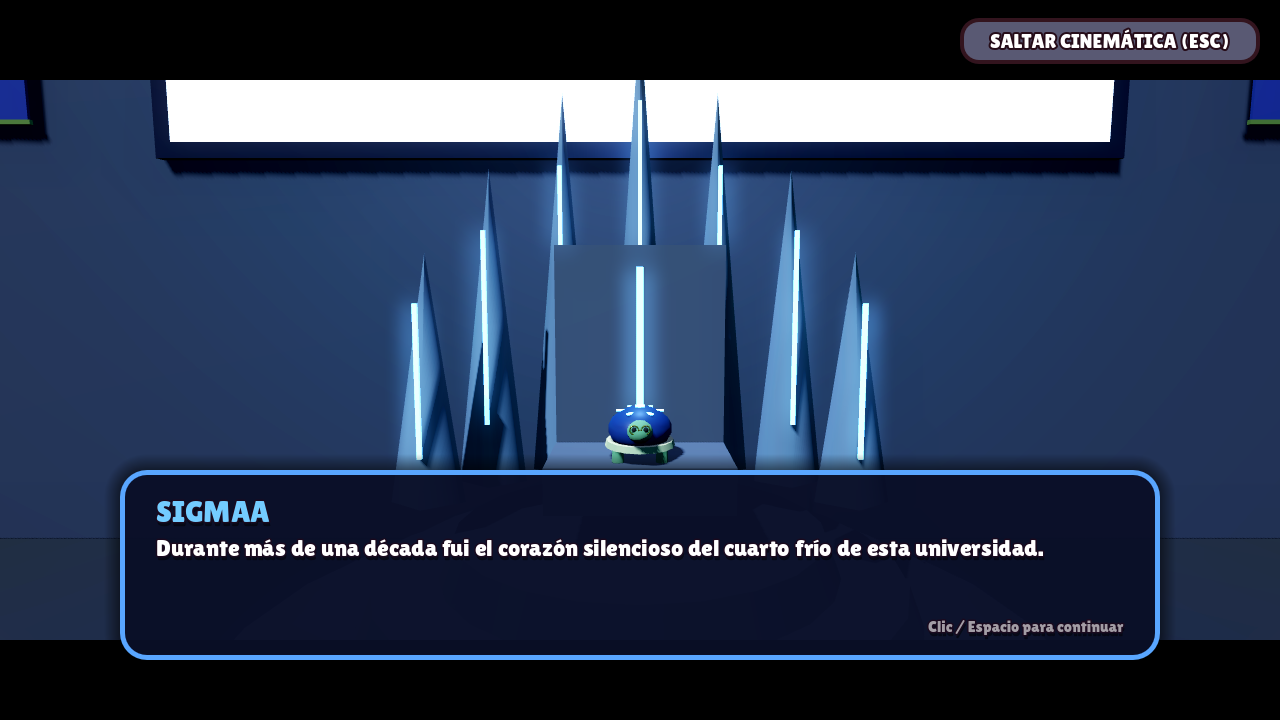 SALTAR CINEMÁTICA (ESC)
SIGMAA
Durante más de una década fui el corazón silencioso del cuarto frío de esta universidad.
Clic / Espacio para continuar